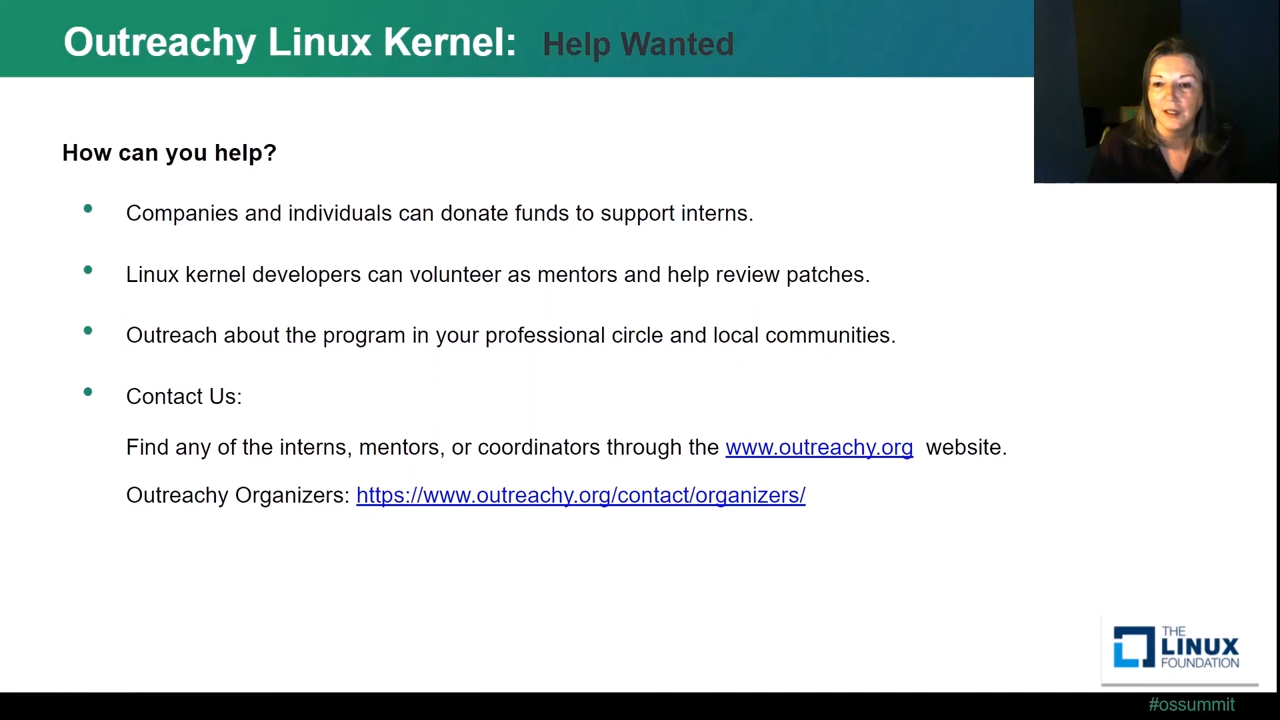 Outreachy Linux Kernel: Help Wanted
How can you help?
• Companies and individuals can donate funds to support interns.
• Linux kernel developers can volunteer as mentors and help review patches.
• Outreach about the program in your professional circle and local communities.
• Contact Us:
Find any of the interns, mentors, or coordinators through the www.outreachy.org website.
Outreachy Organizers: https://www.outreachy.org/contact/organizers/
THE
LINUX
FOUNDATION
#ossummit